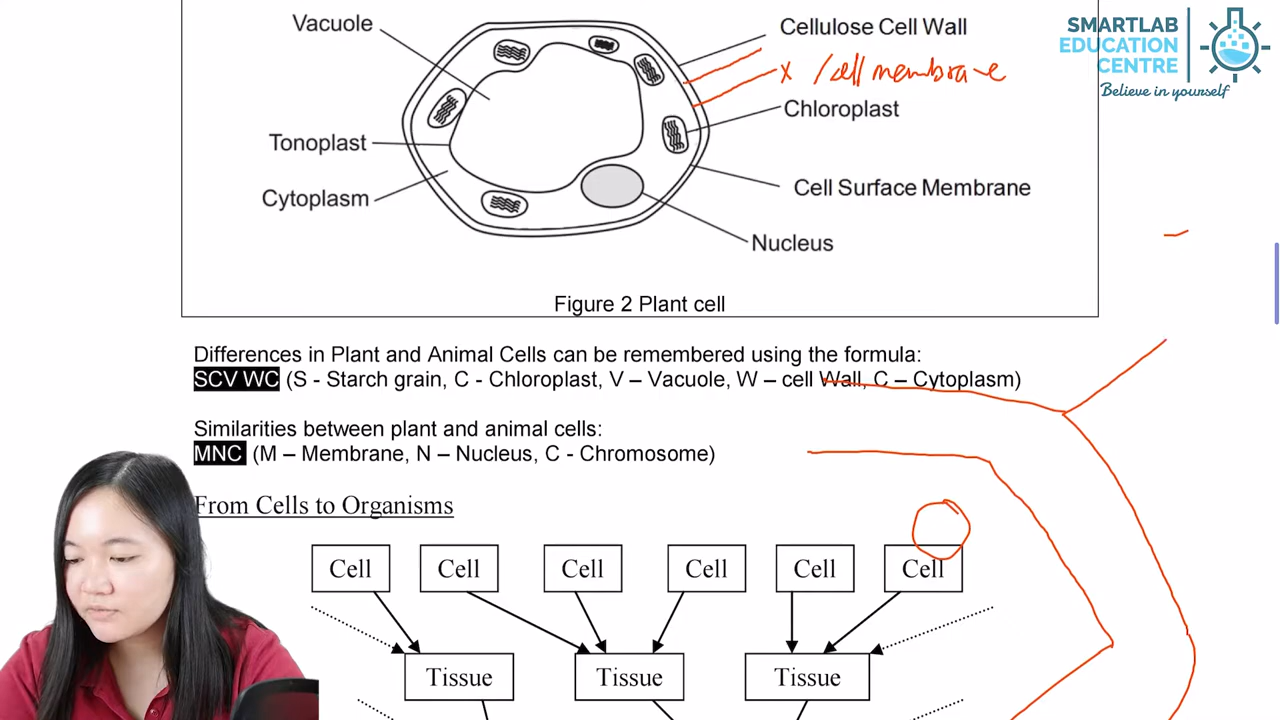 Vacuole
Cellulose Cell Wall
x /cell membrane
Chloroplast
Tonoplast
Cell Surface Membrane
Cytoplasm
Nucleus
Figure 2 Plant cell
SMARTLAB
EDUCATION
CENTRE
Believe in yourself
Differences in Plant and Animal Cells can be remembered using the formula:
SCV WC (S - Starch grain, C - Chloroplast, V – Vacuole, W – cell Wall, C – Cytoplasm)
Similarities between plant and animal cells:
MNC (M – Membrane, N – Nucleus, C - Chromosome)
From Cells to Organisms
Cell Cell Cell Cell Cell Cell
Tissue Tissue Tissue